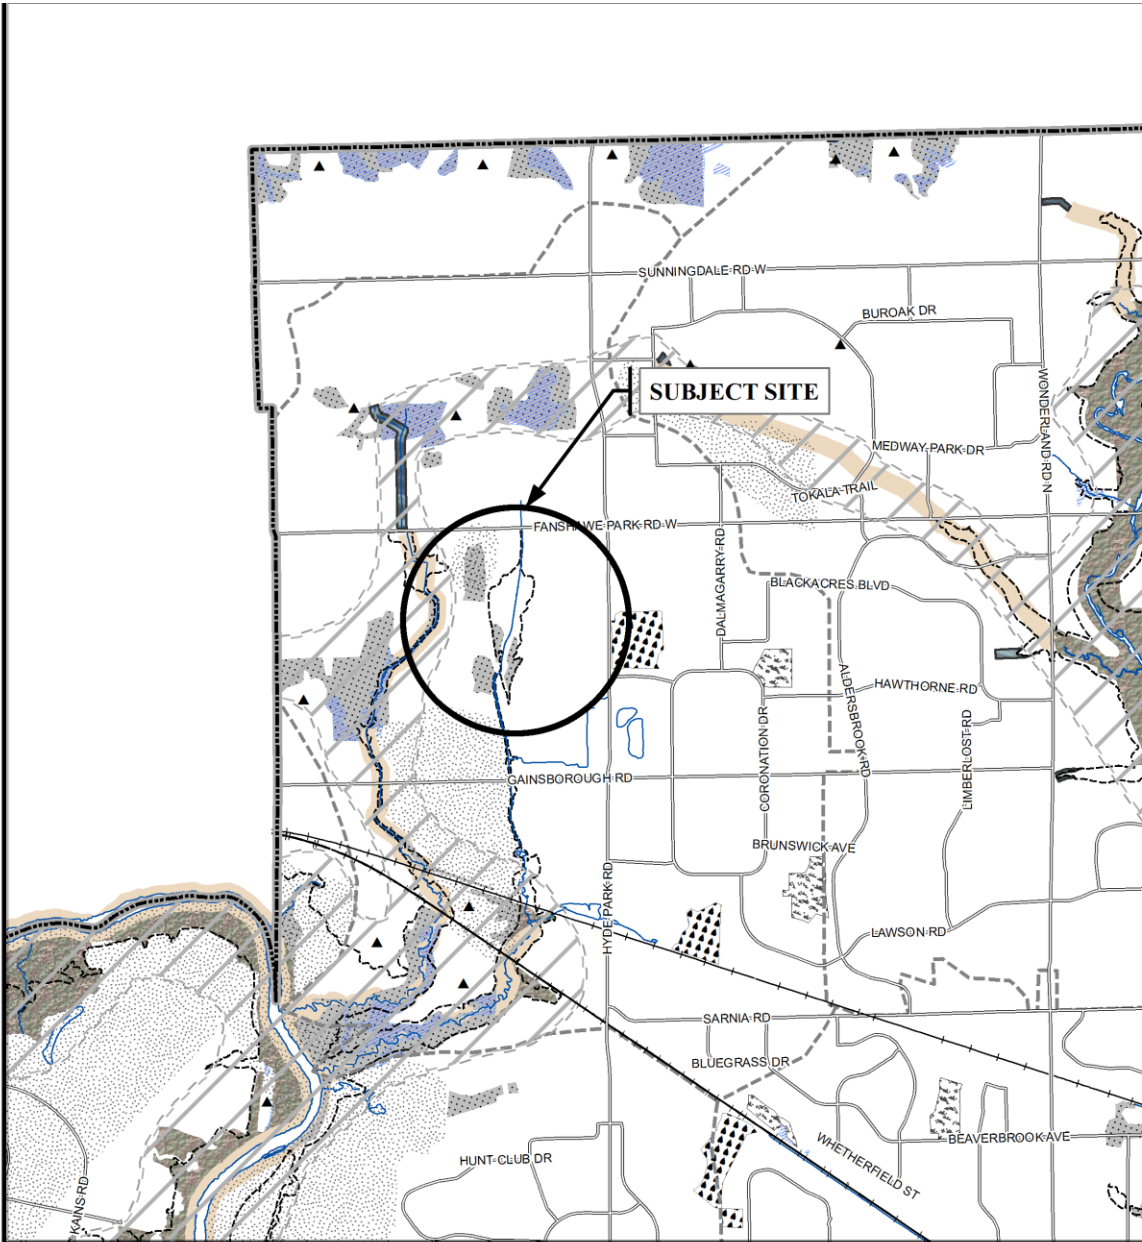 SUNNINGDALE RD W
BUROAK DR
SUBJECT SITE
WONDERLAND RD N
MEDWAY PARK DR
TOKALA TRAIL
FANSHAWE PARK RD W
DALMAGARRY RD
BLACKACRES BLVD
ALDERSBROOK RD
HAWTHORNE RD
CORONATION DR
LIMBERLOST RD
GAINSBOROUGH RD
BRUNSWICK AVE
HYDE PARK RD
LAWSON RD
SARNIA RD
BLUEGRASS DR
BEAVERBROOK AVE
WHETHERFIELD ST
HUNT CLUB DR
KAINS RD